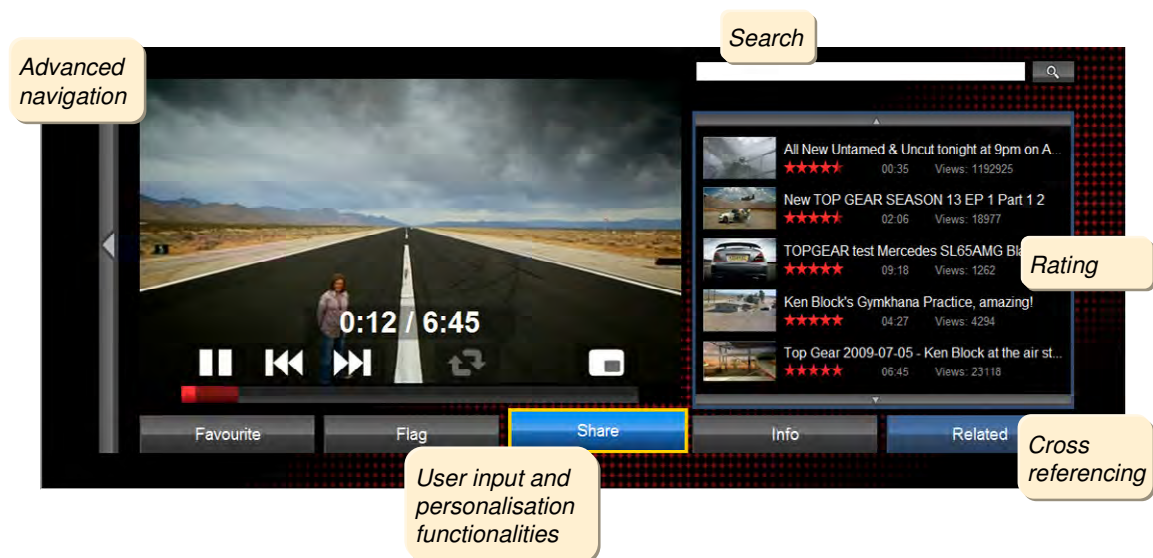 Search
Advanced
navigation
All New Untamed & Uncut tonight at 9pm on A...
00:35 Views: 1192925
New TOP GEAR SEASON 13 EP 1 Part 1 2
02:06 Views: 18977
TOPGEAR test Mercedes SL65AMG
09:18 Views: 1262
Rating
Ken Block's Gymkhana Practice, amazing!
04:27 Views: 4294
Top Gear 2009-07-05 - Ken Block at the air st...
06:45 Views: 23118
0:12 / 6:45
Favourite
Flag
Share
Info
Related
Cross
referencing
User input and
personalisation
functionalities